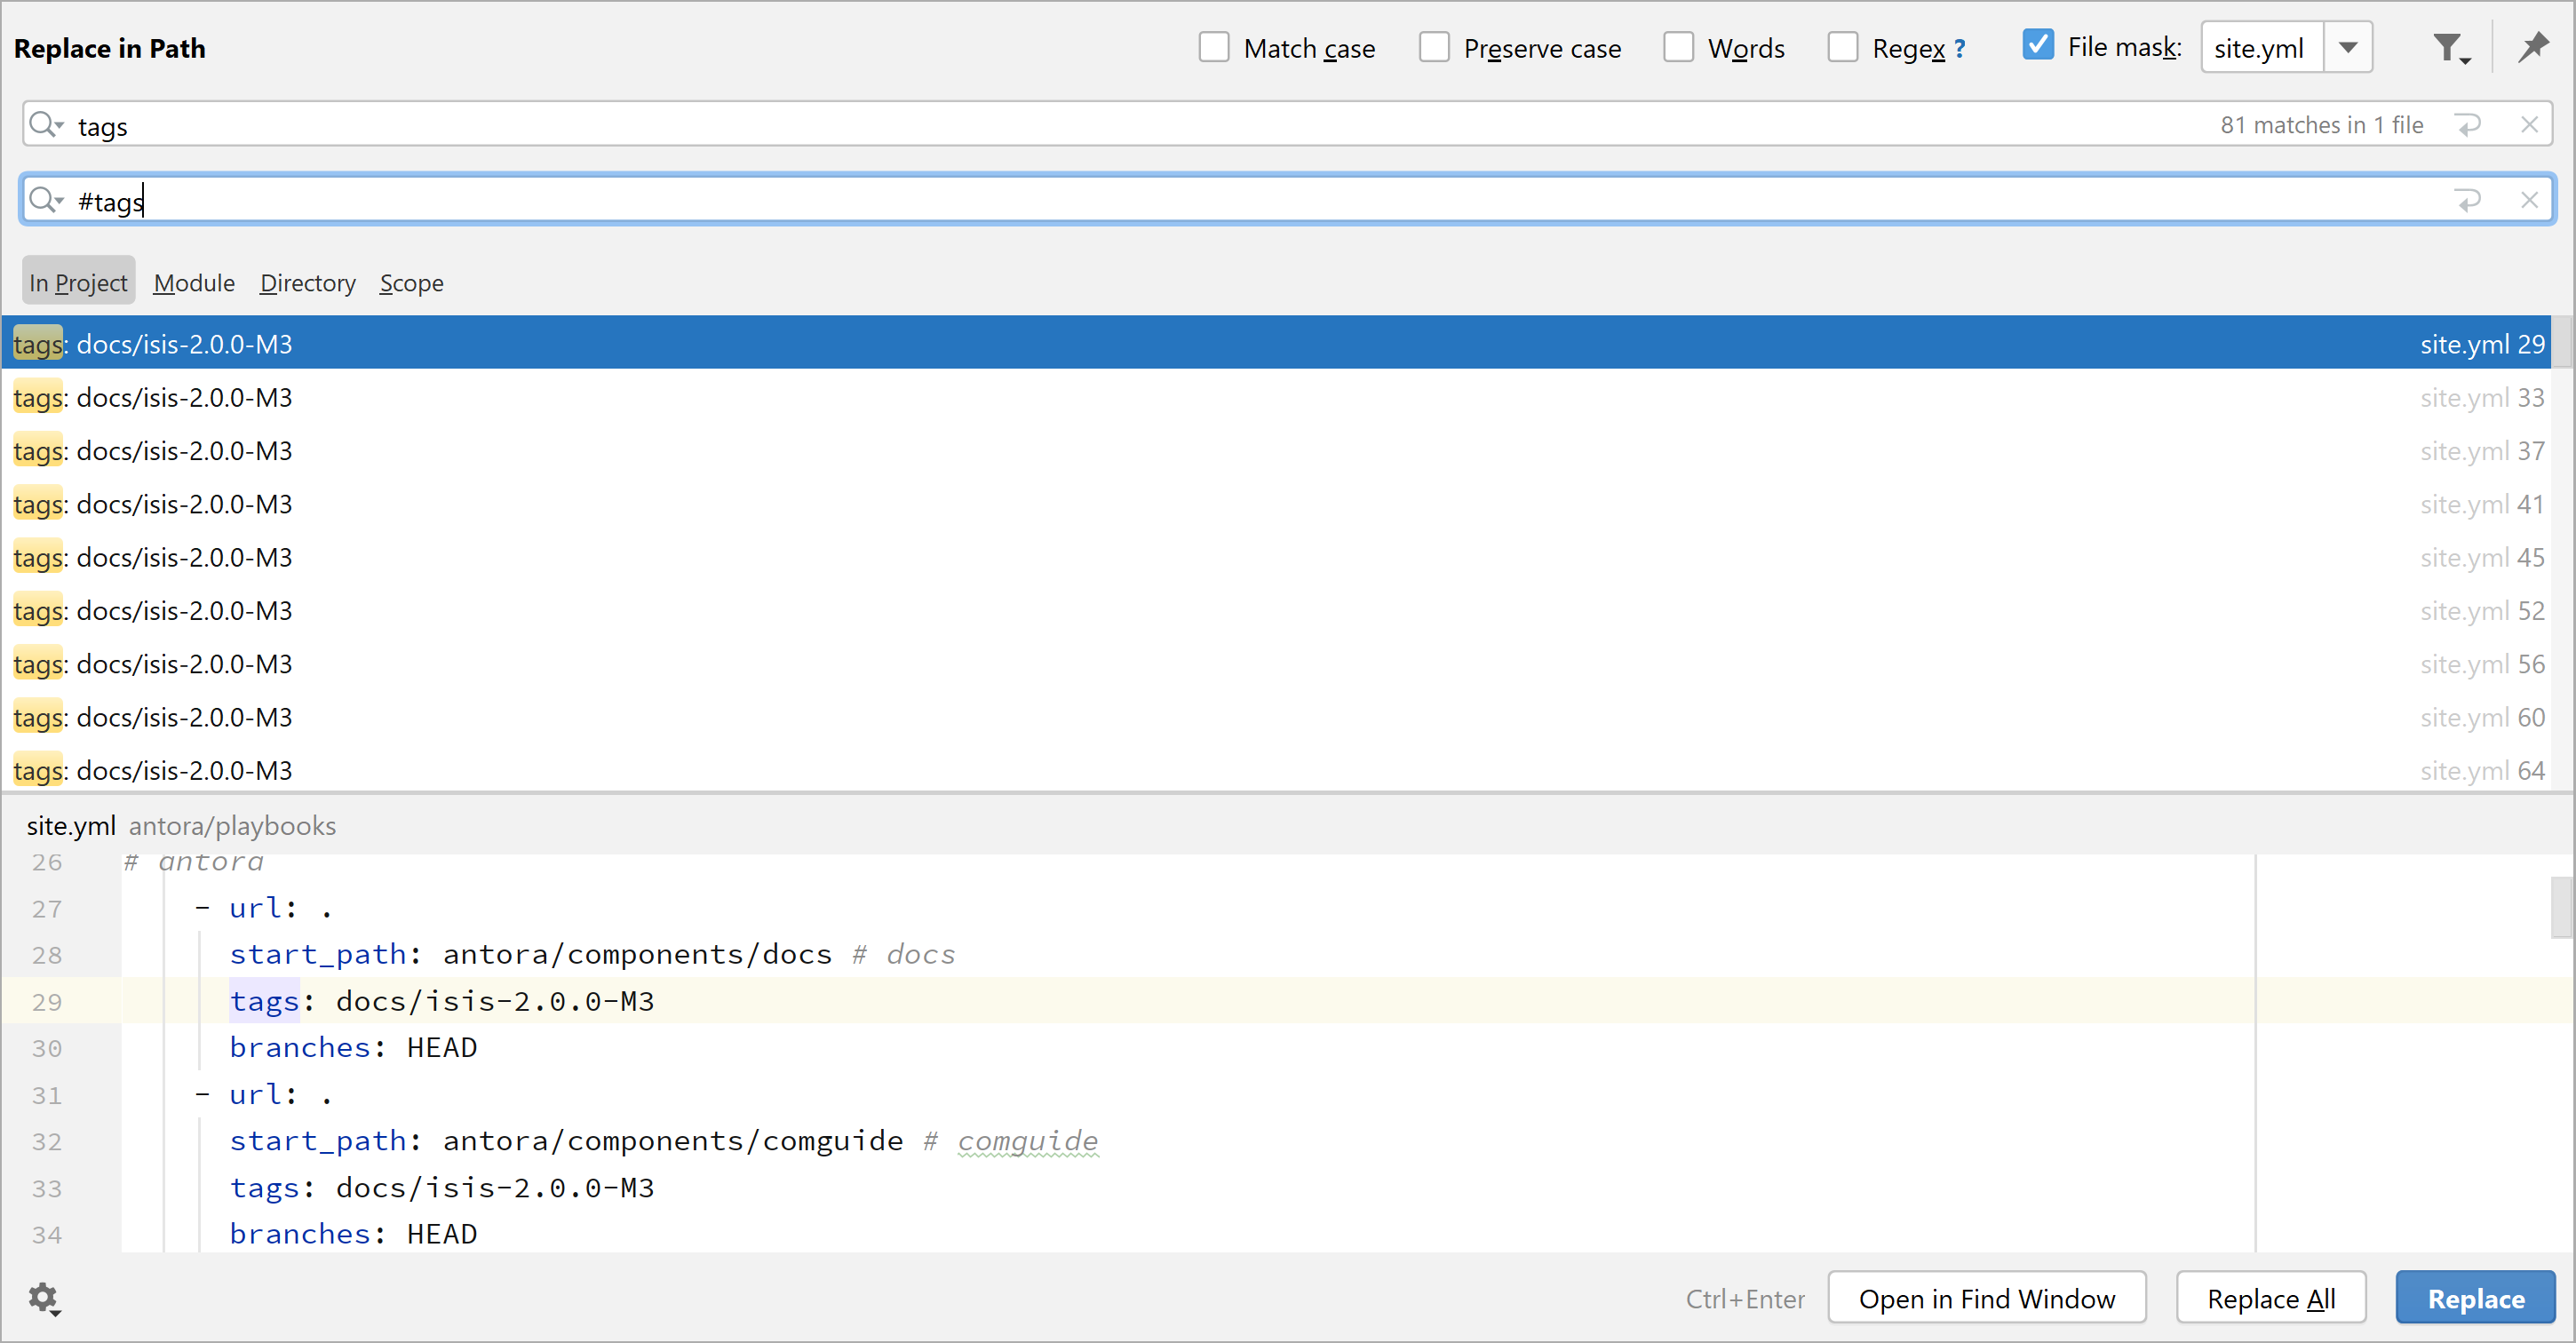 Replace in Path Match case Preserve case Words Regex ? File mask: site.yml
tags 81 matches in 1 file
#tags
In Project Module Directory Scope
tags: docs/isis-2.0.0-M3 site.yml 29
tags: docs/isis-2.0.0-M3 site.yml 33
tags: docs/isis-2.0.0-M3 site.yml 37
tags: docs/isis-2.0.0-M3 site.yml 41
tags: docs/isis-2.0.0-M3 site.yml 45
tags: docs/isis-2.0.0-M3 site.yml 52
tags: docs/isis-2.0.0-M3 site.yml 56
tags: docs/isis-2.0.0-M3 site.yml 60
tags: docs/isis-2.0.0-M3 site.yml 64
site.yml antora/playbooks
26 # antora
27 - url: .
28 start_path: antora/components/docs # docs
29 tags: docs/isis-2.0.0-M3
30 branches: HEAD
31 - url: .
32 start_path: antora/components/comguide # comguide
33 tags: docs/isis-2.0.0-M3
34 branches: HEAD
Ctrl+Enter Open in Find Window Replace All Replace